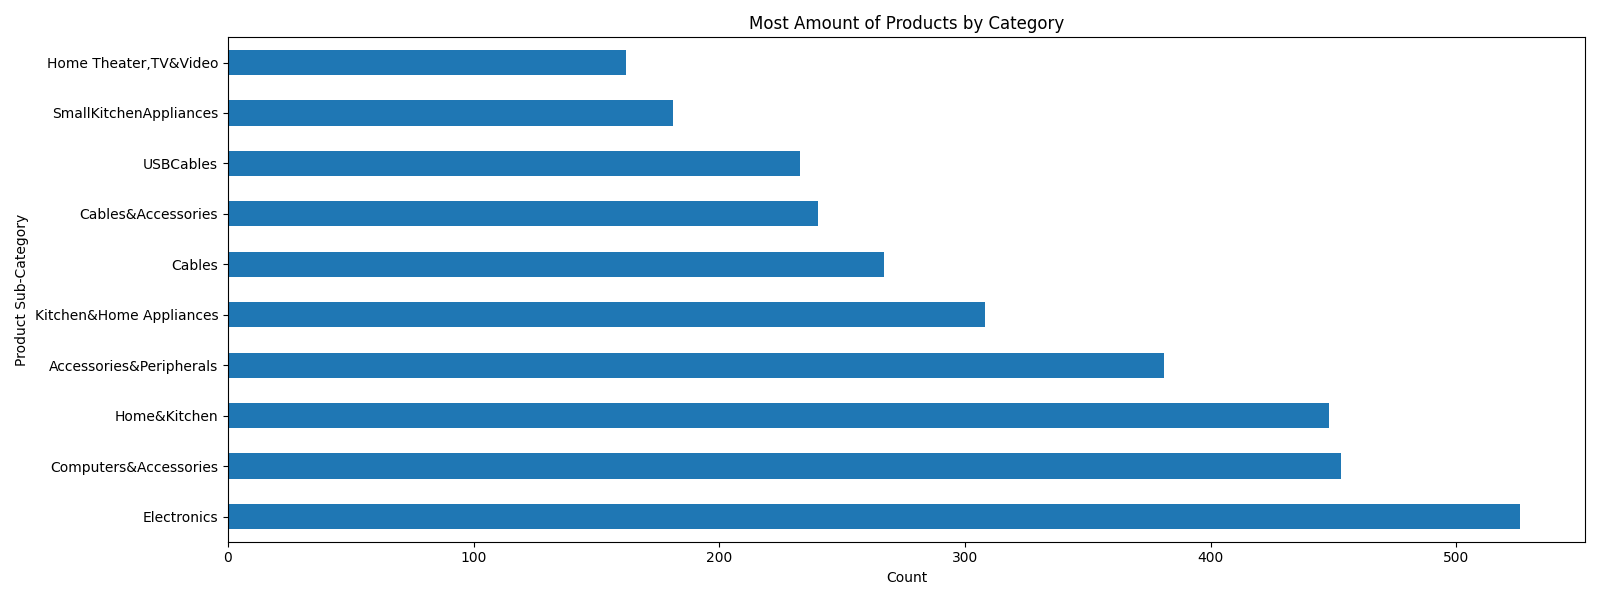 Most Amount of Products by Category
Product Sub-Category
Home Theater,TV&Video
SmallKitchenAppliances
USBCables
Cables&Accessories
Cables
Kitchen&Home Appliances
Accessories&Peripherals
Home&Kitchen
Computers&Accessories
Electronics
0 100 200 300 400 500
Count